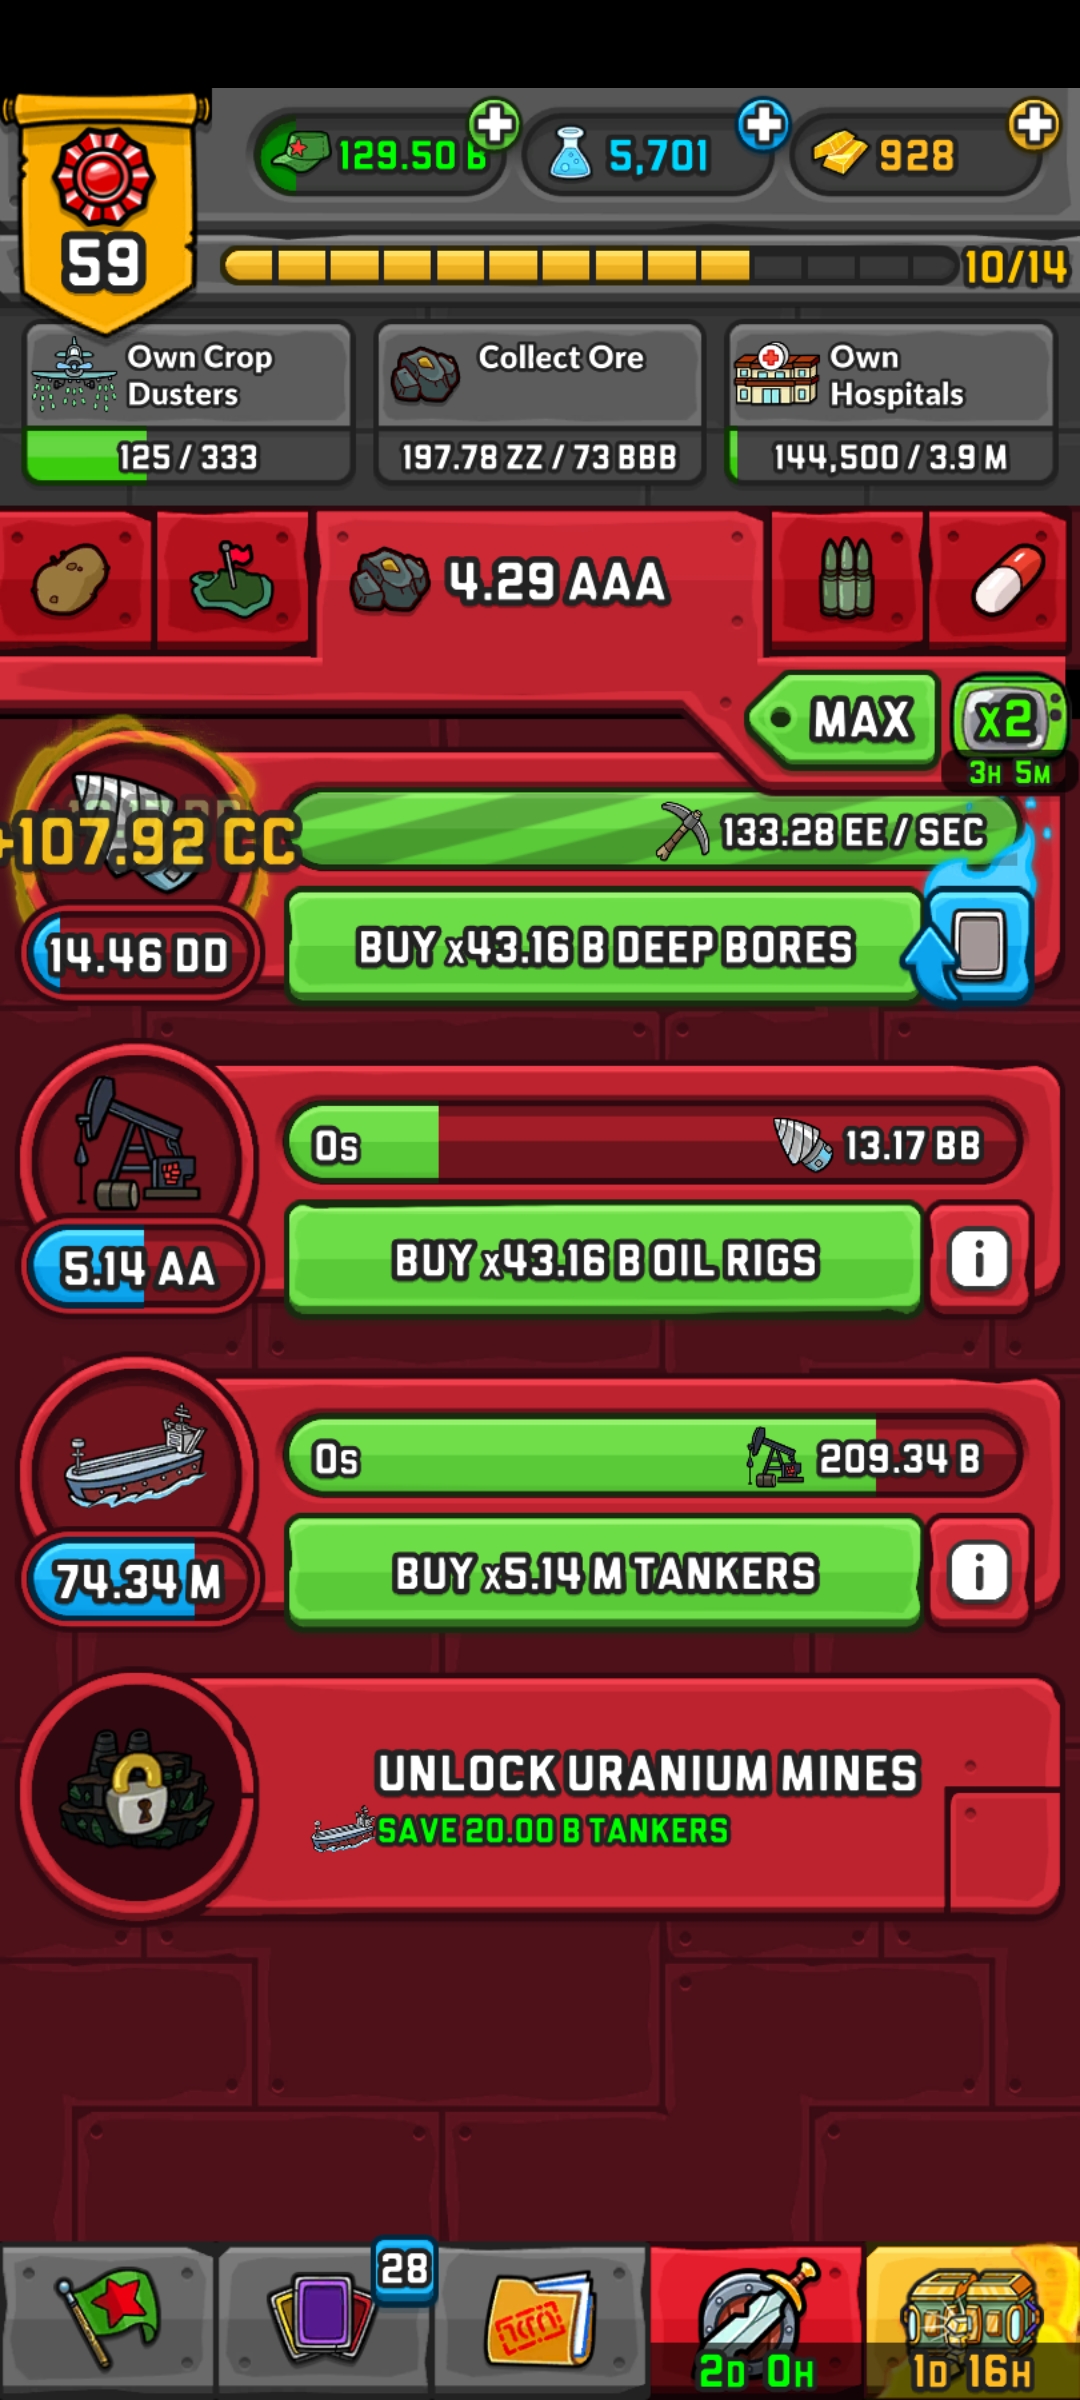 129.50 B
5,701
928
59
10/14
Own Crop
Dusters
125 / 333
Collect Ore
197.78 ZZ / 73 BBB
Own
Hospitals
144,500 / 3.9 M
4.29 AAA
MAX
x2
3H 5M
+107.92 CC
133.28 EE / SEC
14.46 DD
BUY x43.16 B DEEP BORES
0s
13.17 BB
5.14 AA
BUY x43.16 B OIL RIGS
i
0s
209.34 B
74.34 M
BUY x5.14 M TANKERS
i
UNLOCK URANIUM MINES
SAVE 20.00 B TANKERS
28
2D 0H
1D 16H